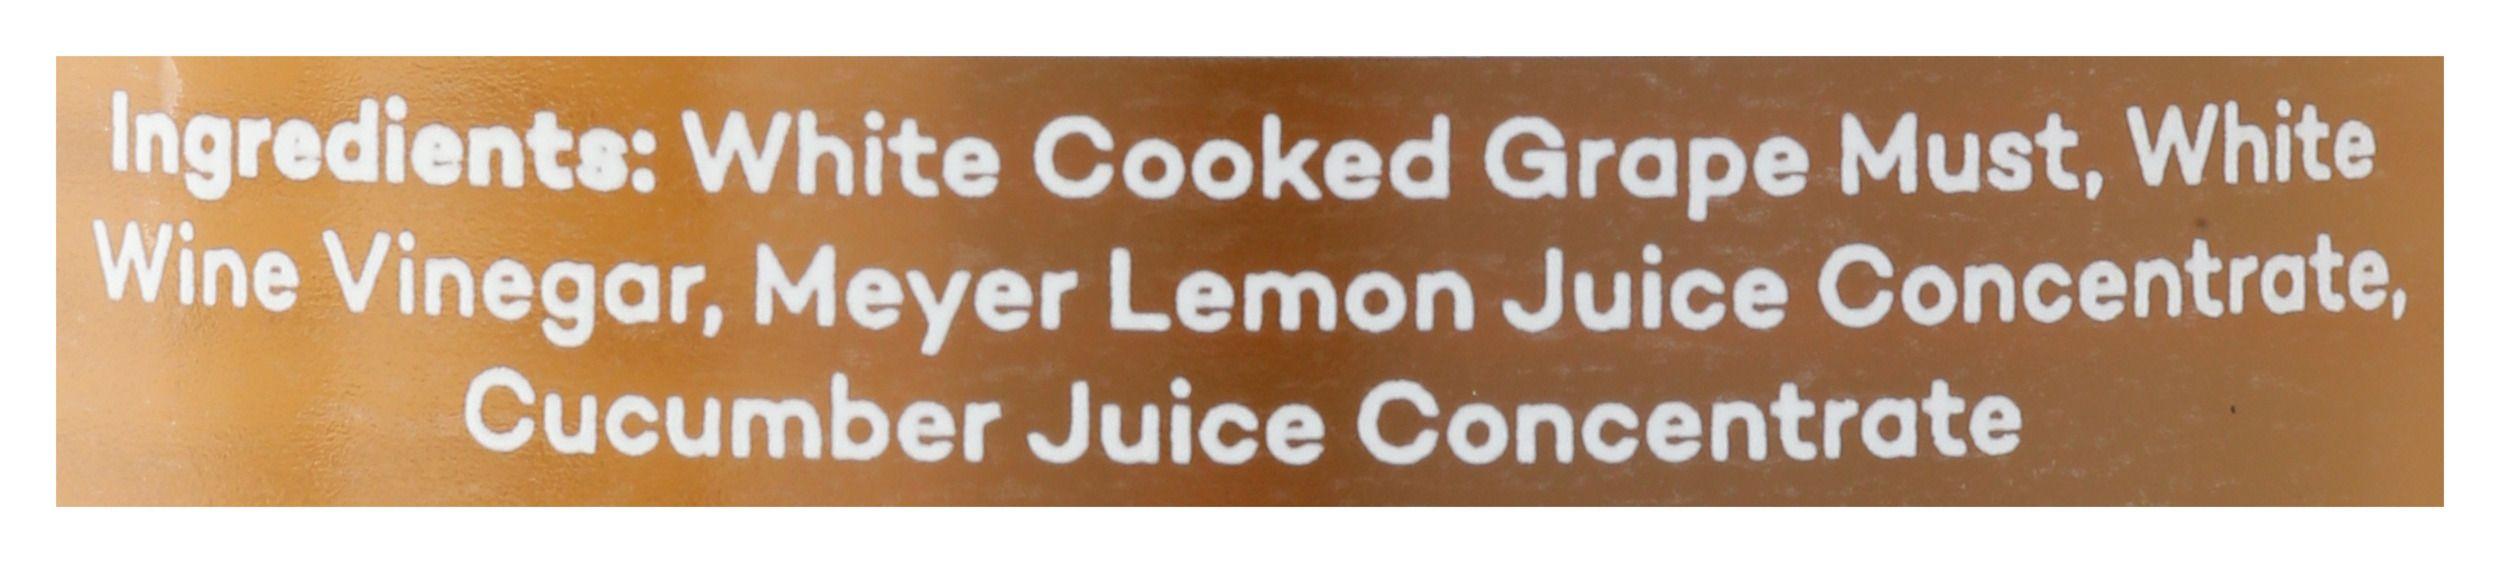 Ingredients: White Cooked Grape Must, White
Wine Vinegar, Meyer Lemon Juice Concentrate,
Cucumber Juice Concentrate